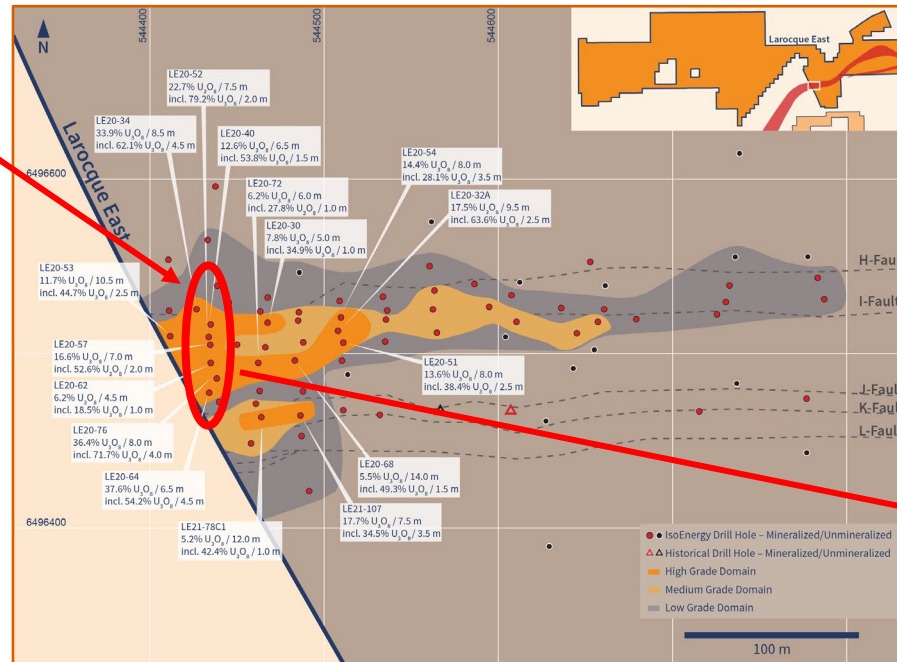 N
544400
544500
544600
Larocque East
LE20-52
22.7% U₃O₈ / 7.5 m
incl. 79.2% U₃O₈ / 2.0 m
LE20-34
33.9% U₃O₈ / 8.5 m
incl. 62.1% U₃O₈ / 4.5 m
LE20-40
12.6% U₃O₈ / 6.5 m
incl. 53.8% U₃O₈ / 1.5 m
LE20-54
14.4% U₃O₈ / 8.0 m
incl. 28.1% U₃O₈ / 3.5 m
LE20-72
6.2% U₃O₈ / 6.0 m
incl. 27.8% U₃O₈ / 1.0 m
LE20-32A
17.5% U₃O₈ / 9.5 m
incl. 63.6% U₃O₈ / 2.5 m
LE20-30
7.8% U₃O₈ / 5.0 m
incl. 34.9% U₃O₈ / 1.0 m
6496600
Larocque East
LE20-53
11.7% U₃O₈ / 10.5 m
incl. 44.7% U₃O₈ / 2.5 m
H-Faul
I-Fault
LE20-57
16.6% U₃O₈ / 7.0 m
incl. 52.6% U₃O₈ / 2.0 m
LE20-51
13.6% U₃O₈ / 8.0 m
incl. 38.4% U₃O₈ / 2.5 m
LE20-62
6.2% U₃O₈ / 4.5 m
incl. 18.5% U₃O₈ / 1.0 m
J-Fault
K-Fault
L-Fault
LE20-76
36.4% U₃O₈ / 8.0 m
incl. 71.7% U₃O₈ / 4.0 m
LE20-68
5.5% U₃O₈ / 14.0 m
incl. 49.3% U₃O₈ / 1.5 m
LE20-64
37.6% U₃O₈ / 6.5 m
incl. 54.2% U₃O₈ / 4.5 m
LE21-107
17.7% U₃O₈ / 7.5 m
incl. 34.5% U₃O₈ / 3.5 m
6496400
LE21-78C1
5.2% U₃O₈ / 12.0 m
incl. 42.4% U₃O₈ / 1.0 m
IsoEnergy Drill Hole – Mineralized/Unmineralized
Historical Drill Hole – Mineralized/Unmineralized
High Grade Domain
Medium Grade Domain
Low Grade Domain
100 m